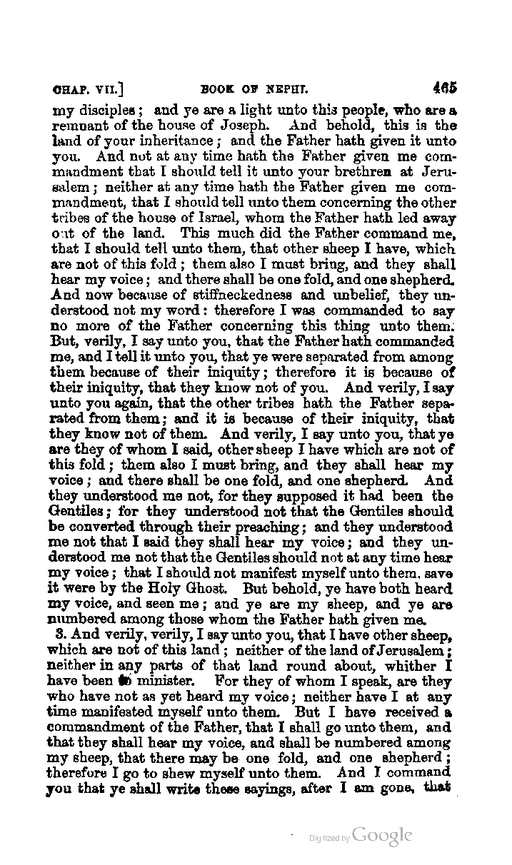 CHAP. VII.] BOOK OF NEPHI. 465
my disciples; and ye are a light unto this people, who are a
remnant of the house of Joseph. And behold, this is the
land of your inheritance; and the Father hath given it unto
you. And not at any time hath the Father given me com-
mandment that I should tell it unto your brethren at Jeru-
salem; neither at any time hath the Father given me com-
mandment, that I should tell unto them concerning the other
tribes of the house of Israel, whom the Father hath led away
out of the land. This much did the Father command me,
that I should tell unto them, that other sheep I have, which
are not of this fold; them also I must bring, and they shall
hear my voice; and there shall be one fold, and one shepherd.
And now because of stiffneckedness and unbelief, they un-
derstood not my word: therefore I was commanded to say
no more of the Father concerning this thing unto them.
But, verily, I say unto you, that the Father hath commanded
me, and I tell it unto you, that ye were separated from among
them because of their iniquity; therefore it is because of
their iniquity, that they know not of you. And verily, I say
unto you again, that the other tribes hath the Father sepa-
rated from them; and it is because of their iniquity, that
they know not of them. And verily, I say unto you, that ye
are they of whom I said, other sheep I have which are not of
this fold; them also I must bring, and they shall hear my
voice; and there shall be one fold, and one shepherd. And
they understood me not, for they supposed it had been the
Gentiles; for they understood not that the Gentiles should
be converted through their preaching; and they understood
me not that I said they shall hear my voice; and they un-
derstood me not that the Gentiles should not at any time hear
my voice; that I should not manifest myself unto them, save
it were by the Holy Ghost. But behold, ye have both heard
my voice, and seen me; and ye are my sheep, and ye are
numbered among those whom the Father hath given me.
3. And verily, verily, I say unto you, that I have other sheep,
which are not of this land; neither of the land of Jerusalem;
neither in any parts of that land round about, whither I
have been to minister. For they of whom I speak, are they
who have not as yet heard my voice; neither have I at any
time manifested myself unto them. But I have received a
commandment of the Father, that I shall go unto them, and
that they shall hear my voice, and shall be numbered among
my sheep, that there may be one fold, and one shepherd;
therefore I go to shew myself unto them. And I command
you that ye shall write these sayings, after I am gone, that
Digitized by Google